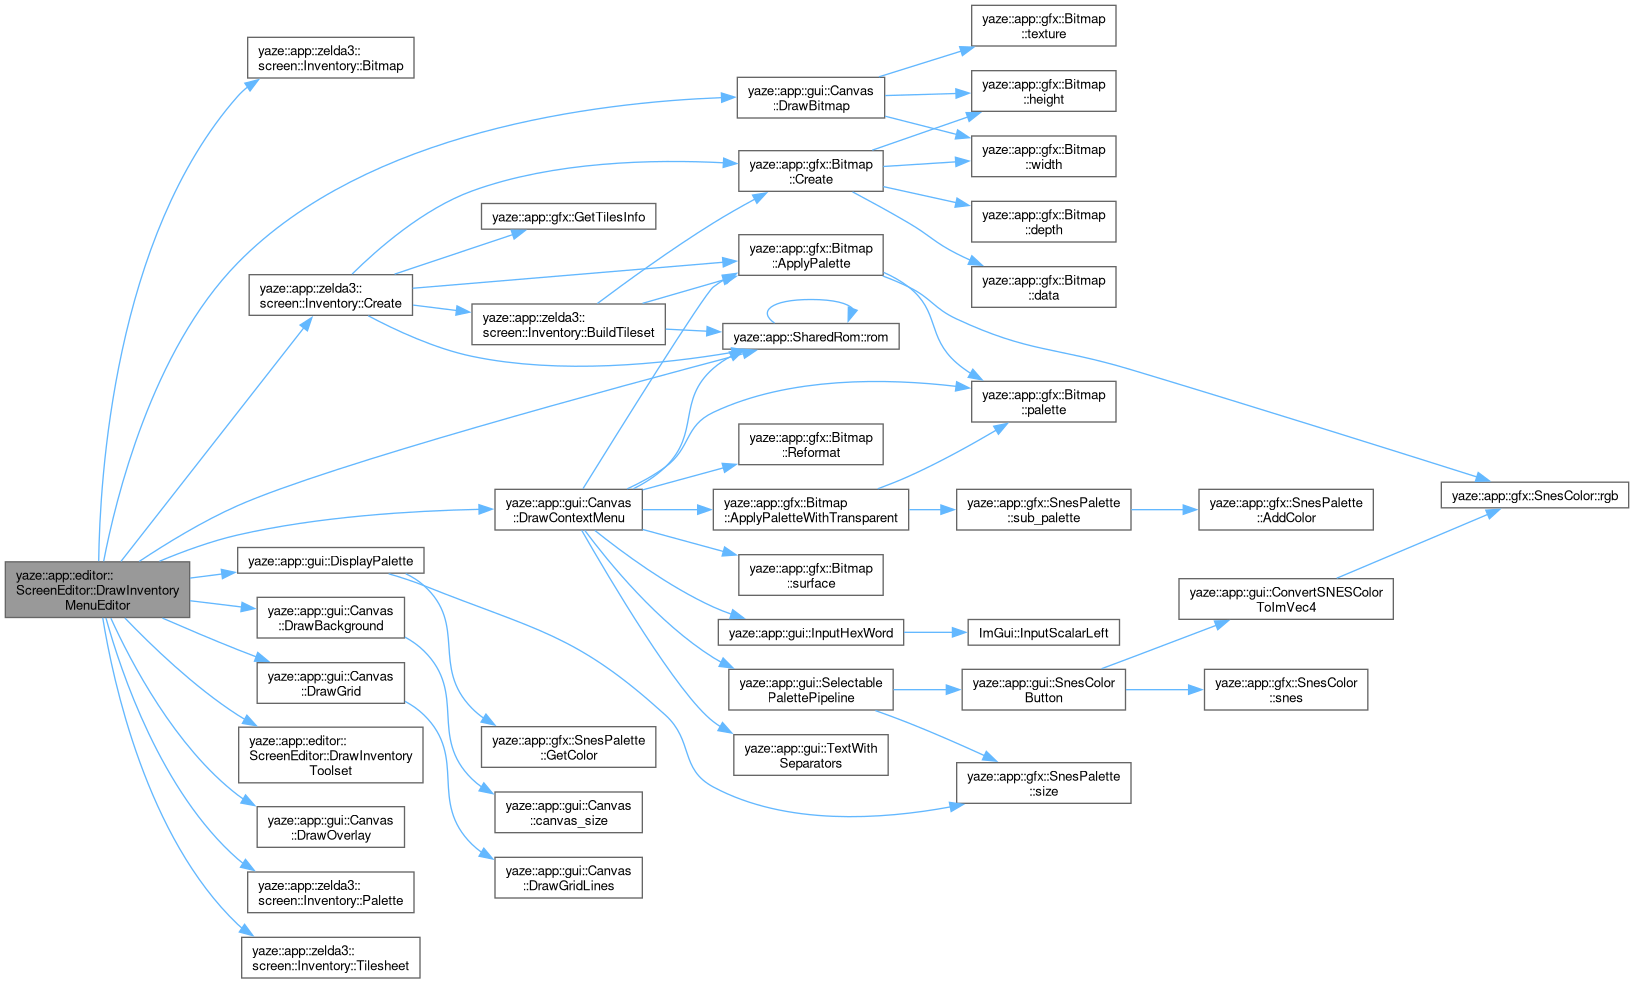 yaze::app::editor::
ScreenEditor::DrawInventory
MenuEditor
yaze::app::zelda3::
screen::Inventory::Bitmap
yaze::app::gui::Canvas
::DrawBitmap
yaze::app::gfx::Bitmap
::texture
yaze::app::gfx::Bitmap
::height
yaze::app::gfx::Bitmap
::width
yaze::app::zelda3::
screen::Inventory::Create
yaze::app::gfx::Bitmap
::Create
yaze::app::gfx::Bitmap
::depth
yaze::app::gfx::Bitmap
::data
yaze::app::gfx::GetTilesInfo
yaze::app::gfx::Bitmap
::ApplyPalette
yaze::app::zelda3::
screen::Inventory::BuildTileset
yaze::app::SharedRom::rom
yaze::app::gfx::Bitmap
::palette
yaze::app::gfx::SnesColor::rgb
yaze::app::gui::Canvas
::DrawContextMenu
yaze::app::gfx::Bitmap
::Reformat
yaze::app::gfx::Bitmap
::ApplyPaletteWithTransparent
yaze::app::gfx::SnesPalette
::sub_palette
yaze::app::gfx::SnesPalette
::AddColor
yaze::app::gfx::Bitmap
::surface
yaze::app::gui::InputHexWord
ImGui::InputScalarLeft
yaze::app::gui::Selectable
PalettePipeline
yaze::app::gui::SnesColor
Button
yaze::app::gui::ConvertSNESColor
ToImVec4
yaze::app::gfx::SnesColor
::snes
yaze::app::gui::TextWith
Separators
yaze::app::gfx::SnesPalette
::size
yaze::app::gui::DisplayPalette
yaze::app::gfx::SnesPalette
::GetColor
yaze::app::gui::Canvas
::DrawBackground
yaze::app::gui::Canvas
::canvas_size
yaze::app::gui::Canvas
::DrawGrid
yaze::app::gui::Canvas
::DrawGridLines
yaze::app::editor::
ScreenEditor::DrawInventory
Toolset
yaze::app::gui::Canvas
::DrawOverlay
yaze::app::zelda3::
screen::Inventory::Palette
yaze::app::zelda3::
screen::Inventory::Tilesheet